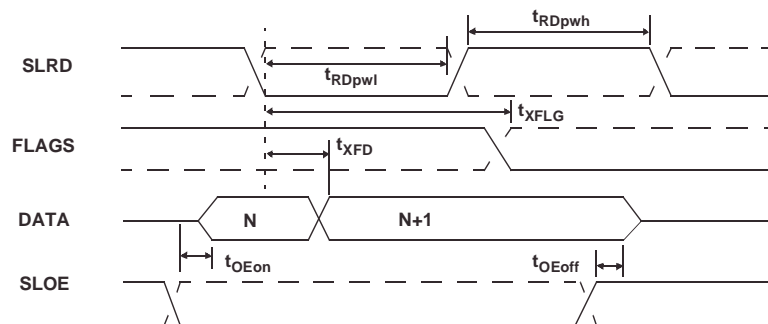 tRDpwh
SLRD
tRDpwl
tXFLG
FLAGS
tXFD
DATA
N
N+1
tOEon
tOEoff
SLOE